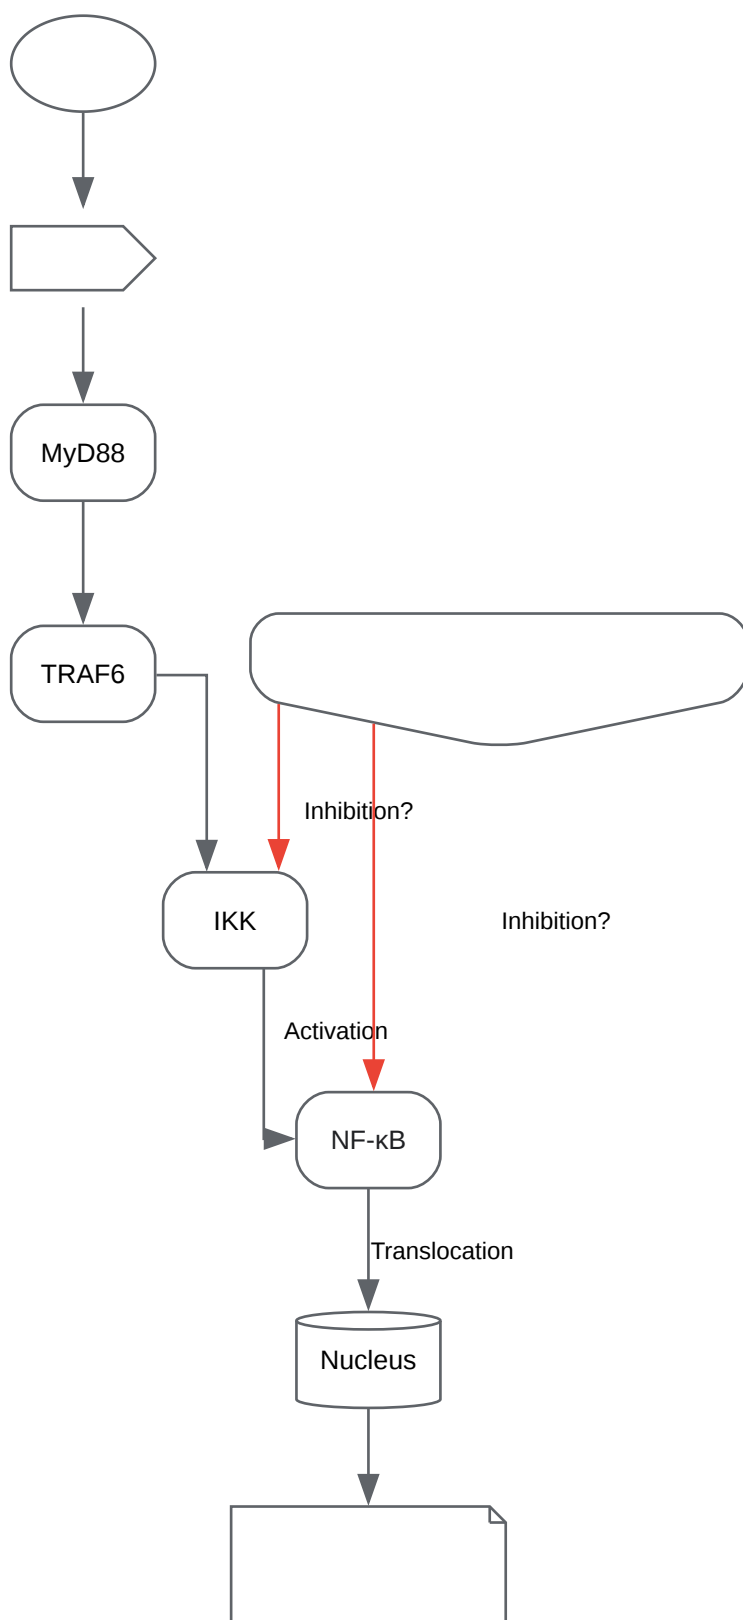 MyD88
TRAF6
Inhibition?
IKK
Inhibition?
Activation
NF-κB
Translocation
Nucleus